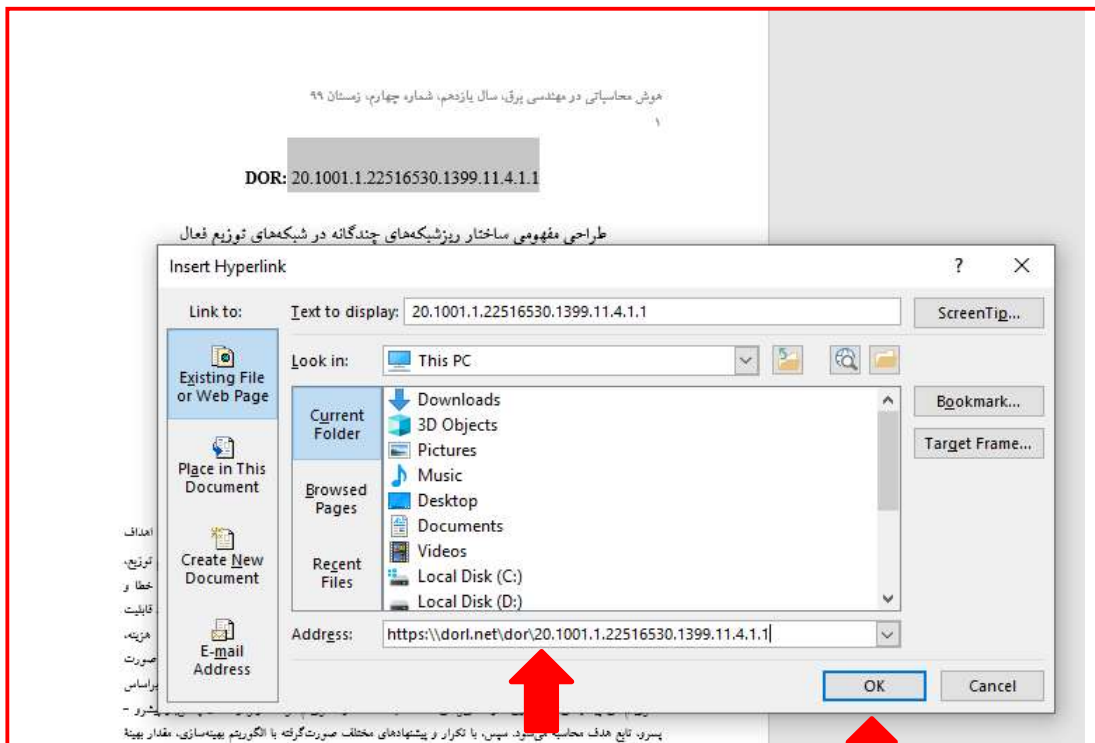 هوش محاسباتی در مهندسی برق، سال یازدهم، شماره چهارم، زمستان ۹۹
۱
DOR: 20.1001.1.22516530.1399.11.4.1.1
طراحی مفهومی ساختار ریزشبکه‌های چندگانه در شبکه‌های توزیع فعال
Insert Hyperlink
? X
Link to:
Text to display: 20.1001.1.22516530.1399.11.4.1.1
ScreenTip...
Existing File
or Web Page
Look in: This PC
Place in This
Document
Create New
Document
E-mail
Address
Current
Folder
Browsed
Pages
Recent
Files
Downloads
3D Objects
Pictures
Music
Desktop
Documents
Videos
Local Disk (C:)
Local Disk (D:)
Bookmark...
Target Frame...
Address: https:\\dorl.net\dor\20.1001.1.22516530.1399.11.4.1.1
OK
Cancel
اهداف
توزیع،
خطا و
قابلیت
هزینه،
صورت
براساس
پیشرو -
پسرو، تابع هدف محاسبه می‌شود. سپس، با تکرار و پیشنهادهای مختلف صورت‌گرفته با الگوریتم بهینه‌سازی، مقدار بهینهٔ